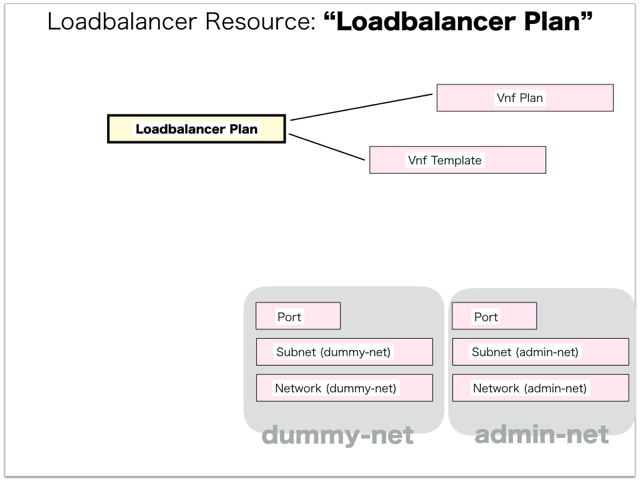 Loadbalancer Resource: “Loadbalancer Plan”
Vnf Plan
Loadbalancer Plan
Vnf Template
Port
Subnet (dummy-net)
Network (dummy-net)
dummy-net
Port
Subnet (admin-net)
Network (admin-net)
admin-net